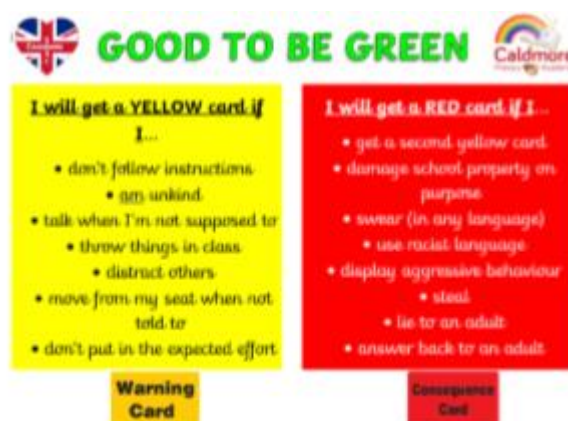 GOOD TO BE GREEN
Caldmore
I will get a YELLOW card if
I...
• don't follow instructions
• am unkind
• talk when I'm not supposed to
• throw things in class
• distract others
• move from my seat when not
told to
• don't put in the expected effort
Warning
Card
I will get a RED card if I...
• get a second yellow card
• damage school property on
purpose
• swear (in any language)
• use racist language
• display aggressive behaviour
• steal
• lie to an adult
• answer back to an adult
Consequence
Card